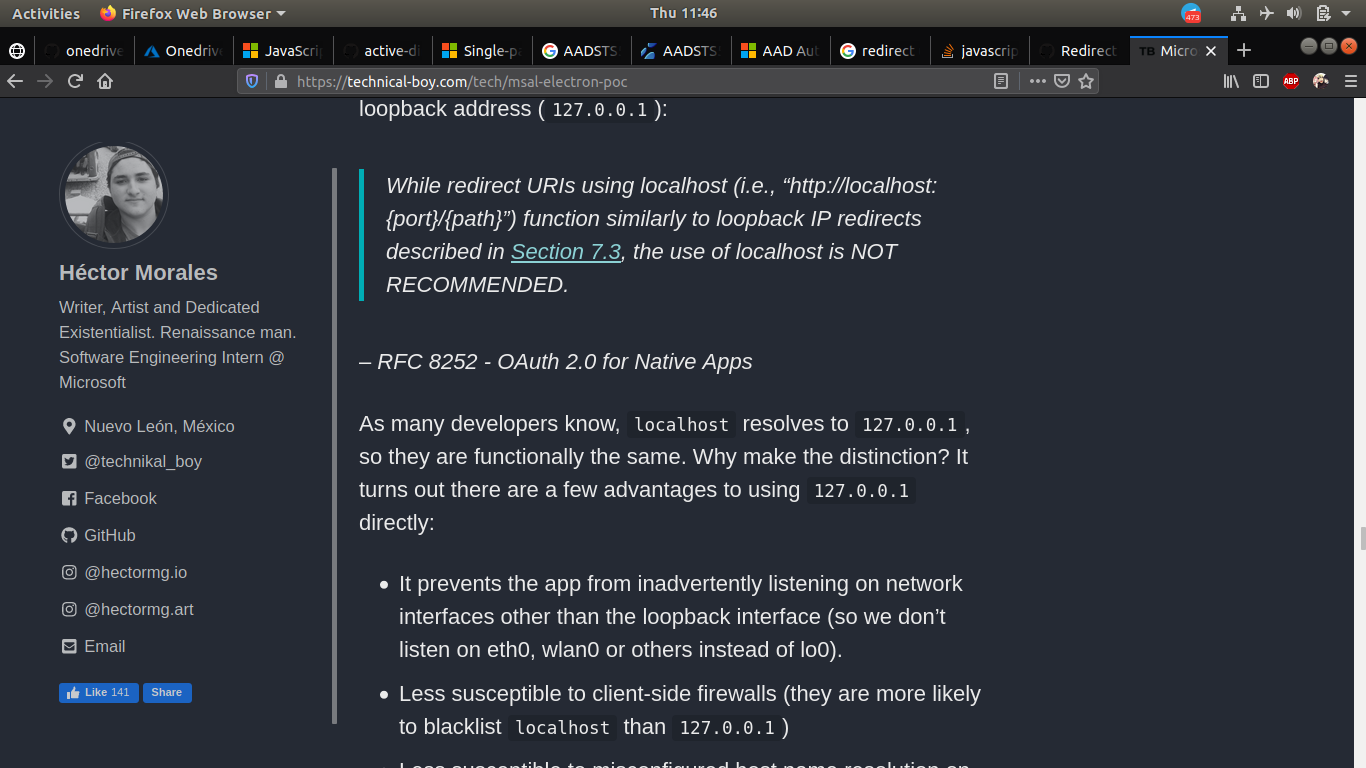 Activities
Firefox Web Browser
Thu 11:46
473
onedrive
Onedrive
JavaScrip
active-di
Single-p
AADSTS
AADSTS
AAD Aut
redirect
javascrip
Redirect
TB Micro
https://technical-boy.com/tech/msal-electron-poc
ABP
loopback address ( 127.0.0.1 ):
While redirect URIs using localhost (i.e., “http://localhost:
{port}/{path}”) function similarly to loopback IP redirects
described in Section 7.3, the use of localhost is NOT
RECOMMENDED.
– RFC 8252 - OAuth 2.0 for Native Apps
As many developers know, localhost resolves to 127.0.0.1 ,
so they are functionally the same. Why make the distinction? It
turns out there are a few advantages to using 127.0.0.1
directly:
It prevents the app from inadvertently listening on network
interfaces other than the loopback interface (so we don’t
listen on eth0, wlan0 or others instead of lo0).
Less susceptible to client-side firewalls (they are more likely
to blacklist localhost than 127.0.0.1 )
Less susceptible to misconfigured host name resolution on
Héctor Morales
Writer, Artist and Dedicated
Existentialist. Renaissance man.
Software Engineering Intern @
Microsoft
Nuevo León, México
@technikal_boy
Facebook
GitHub
@hectormg.io
@hectormg.art
Email
Like 141
Share